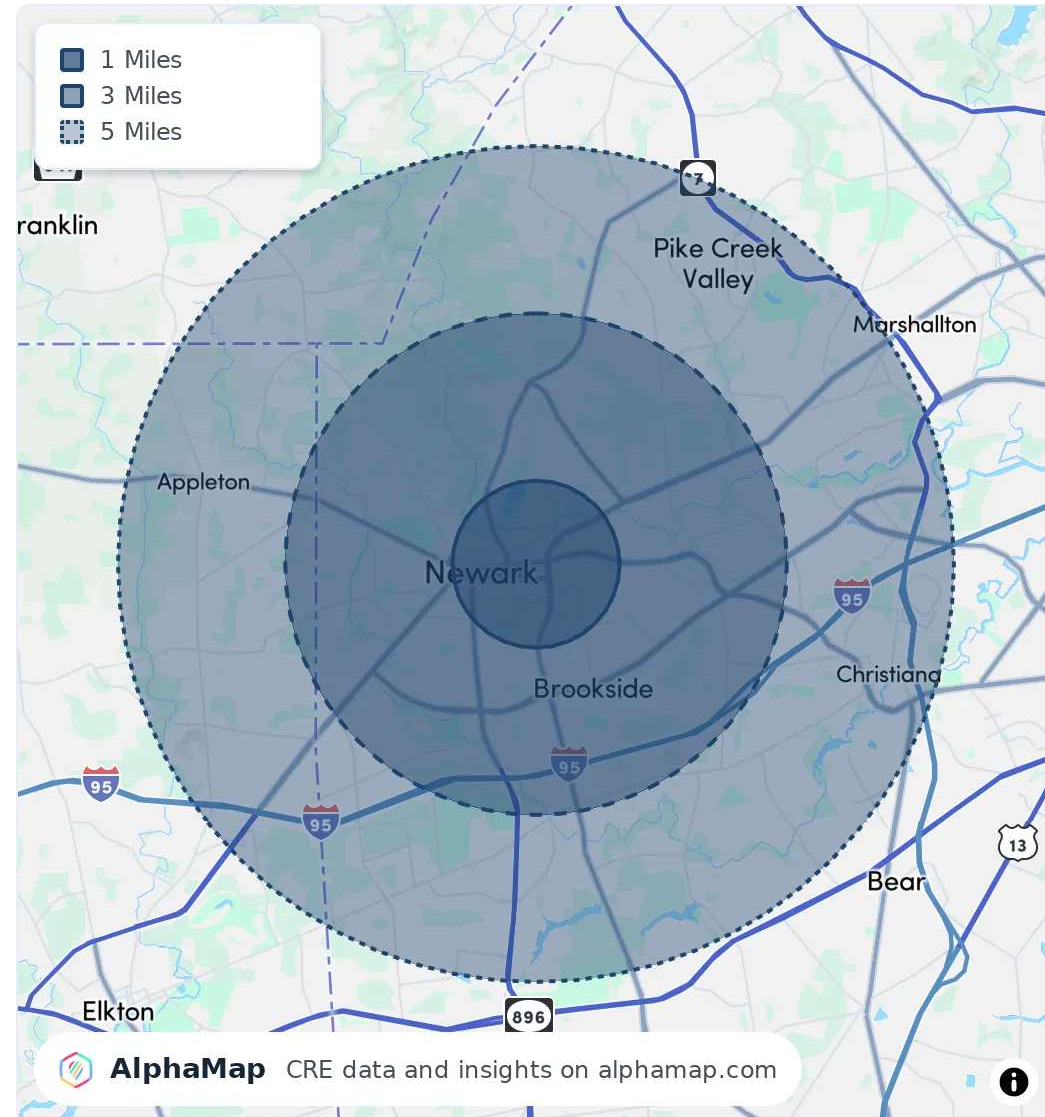 1 Miles
3 Miles
5 Miles
7
ranklin
Pike Creek
Valley
Marshallton
Appleton
Newark
95
Christiana
Brookside
95
95
95
13
Bear
Elkton
896
AlphaMap CRE data and insights on alphamap.com